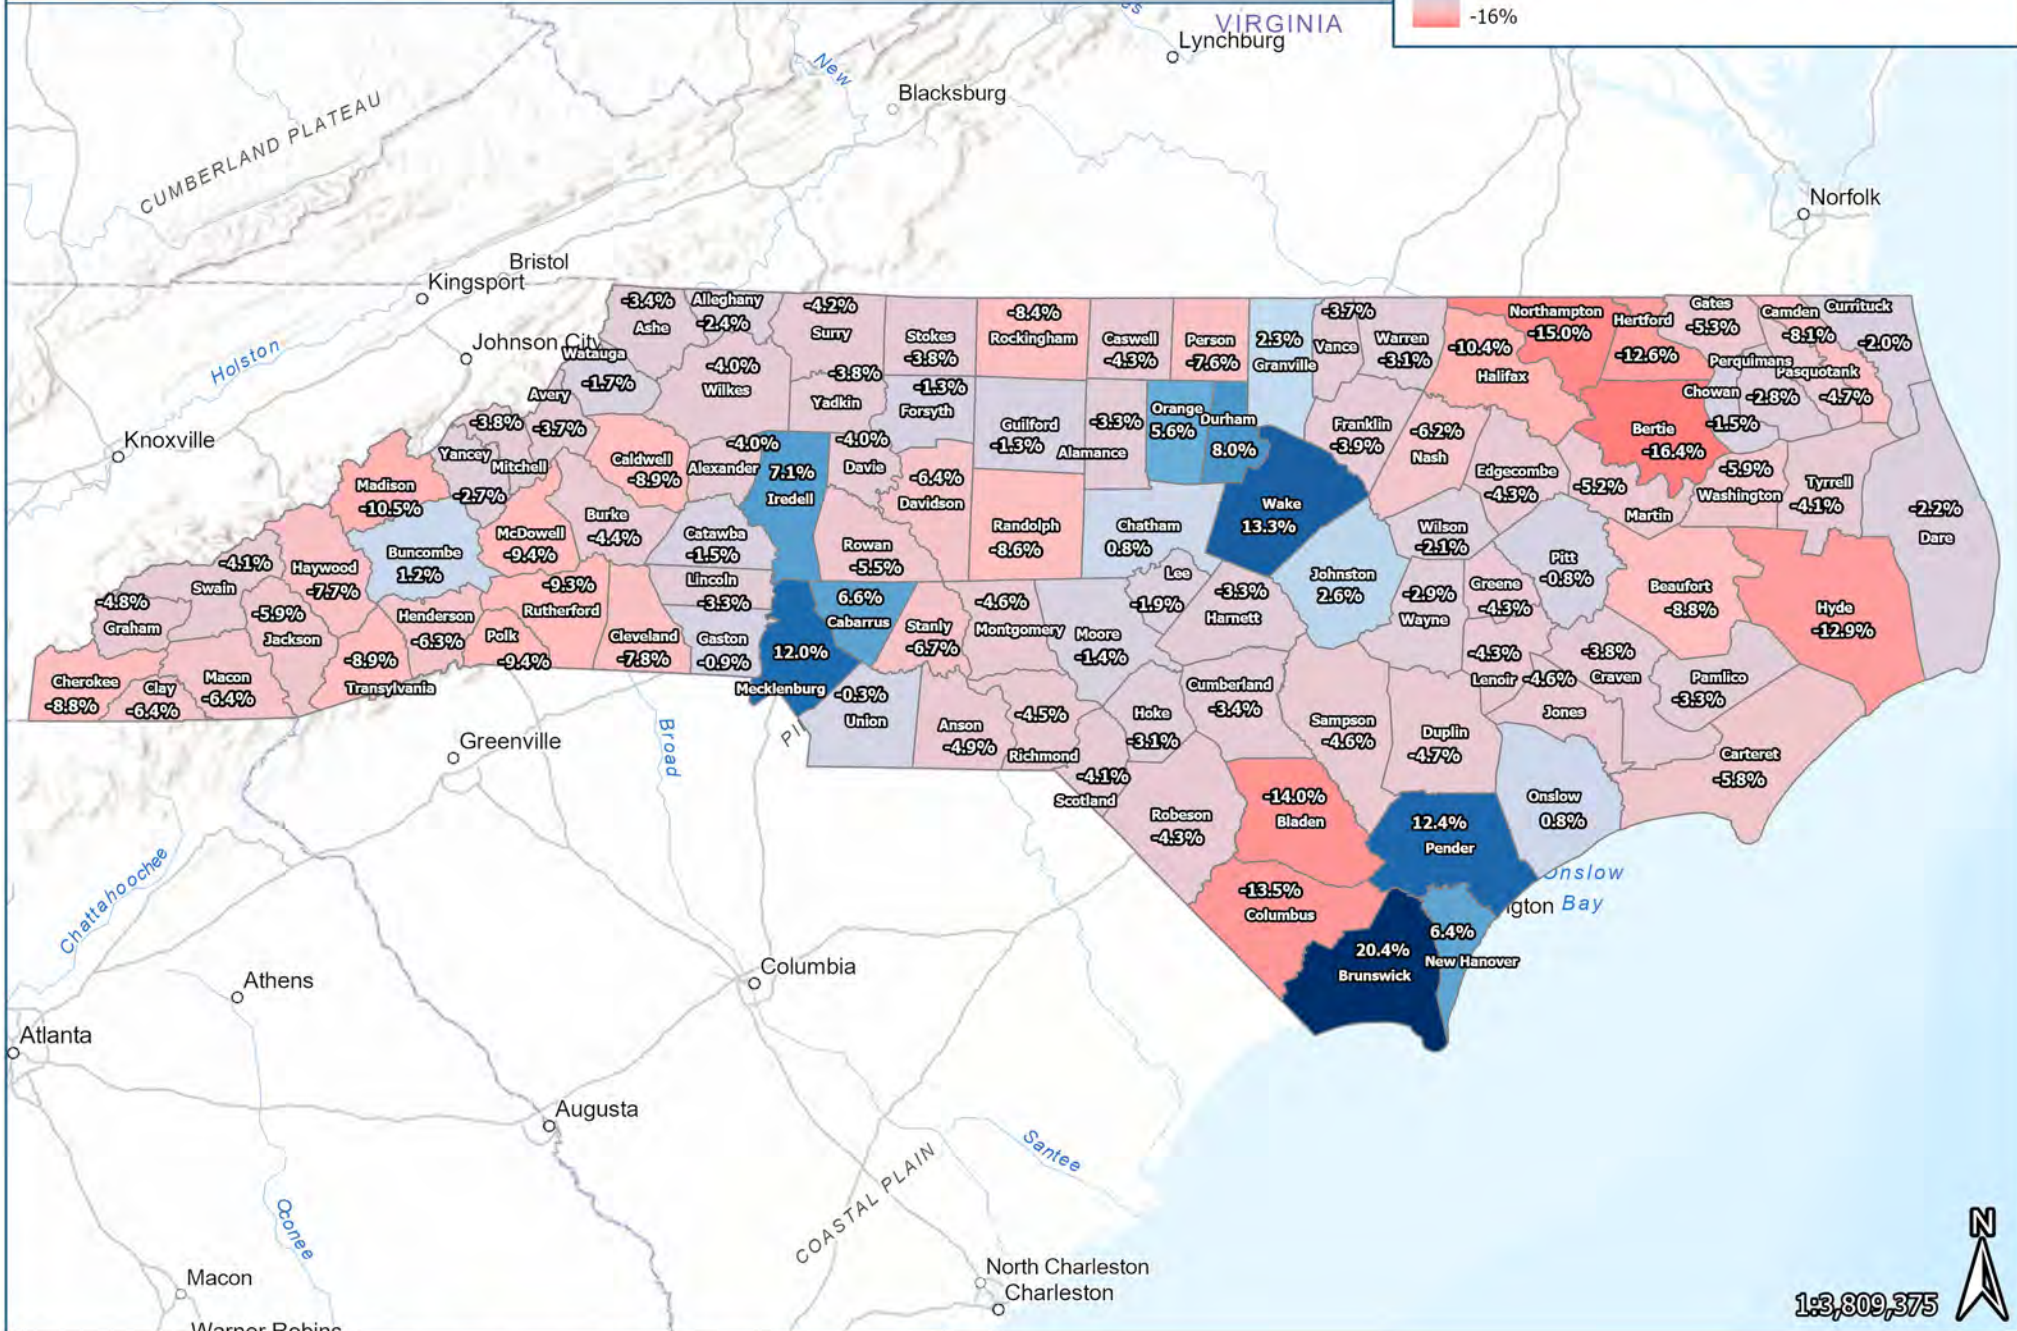 -16%
VIRGINIA
Lynchburg
New
Blacksburg
CUMBERLAND PLATEAU
Norfolk
Bristol
Kingsport
Johnson City
Holston
Knoxville
-3.4%
Ashe
Alleghany
-2.4%
-4.2%
Surry
Stokes
-3.8%
-8.4%
Rockingham
Caswell
-4.3%
Person
-7.6%
2.3%
Granville
-3.7%
Vance
Warren
-3.1%
Northampton
-15.0%
Hertford
-12.6%
Gates
-5.3%
Camden
-8.1%
Currituck
-2.0%
-10.4%
Halifax
Perquimans
-2.8%
Pasquotank
-4.7%
Chowan
-1.5%
Bertie
-16.4%
Watauga
-1.7%
-4.0%
Wilkes
-3.8%
Yadkin
-1.3%
Forsyth
Guilford
-1.3%
-3.3%
Alamance
Orange
5.6%
Durham
8.0%
Franklin
-3.9%
-6.2%
Nash
Edgecombe
-4.3%
-5.2%
Martin
-5.9%
Washington
Tyrrell
-4.1%
-2.2%
Dare
Avery
-3.7%
-3.8%
Mitchell
Yancey
-2.7%
Caldwell
-8.9%
-4.0%
Alexander
7.1%
Iredell
-4.0%
Davie
-6.4%
Davidson
Randolph
-8.6%
Chatham
0.8%
Wake
13.3%
Wilson
-2.1%
Pitt
-0.8%
Madison
-10.5%
Buncombe
1.2%
McDowell
-9.4%
Burke
-4.4%
Catawba
-1.5%
Rowan
-5.5%
Lee
-1.9%
-3.3%
Harnett
Johnston
2.6%
-2.9%
Wayne
Greene
-4.3%
Beaufort
-8.8%
Hyde
-12.9%
-4.1%
Swain
Haywood
-7.7%
-4.8%
Graham
-5.9%
Jackson
Henderson
-6.3%
-9.3%
Rutherford
Polk
-9.4%
Cleveland
-7.8%
Lincoln
-3.3%
Gaston
-0.9%
12.0%
Mecklenburg
6.6%
Cabarrus
Stanly
-6.7%
-4.6%
Montgomery
Moore
-1.4%
-4.3%
Lenoir
-4.6%
Jones
-3.8%
Craven
Pamlico
-3.3%
Cherokee
-8.8%
Clay
-6.4%
Macon
-6.4%
-8.9%
Transylvania
-0.3%
Union
Anson
-4.9%
-4.5%
Richmond
Hoke
-3.1%
Cumberland
-3.4%
Sampson
-4.6%
Duplin
-4.7%
Carteret
-5.8%
-4.1%
Scotland
Robeson
-4.3%
-14.0%
Bladen
12.4%
Pender
Onslow
0.8%
-13.5%
Columbus
20.4%
Brunswick
6.4%
New Hanover
Onslow
Bay
Greenville
Broad
Chattahoochee
Athens
Columbia
Atlanta
Augusta
Santee
COASTAL PLAIN
Oconee
Macon
North Charleston
Charleston
Warner Robins
N
1:3,809,375